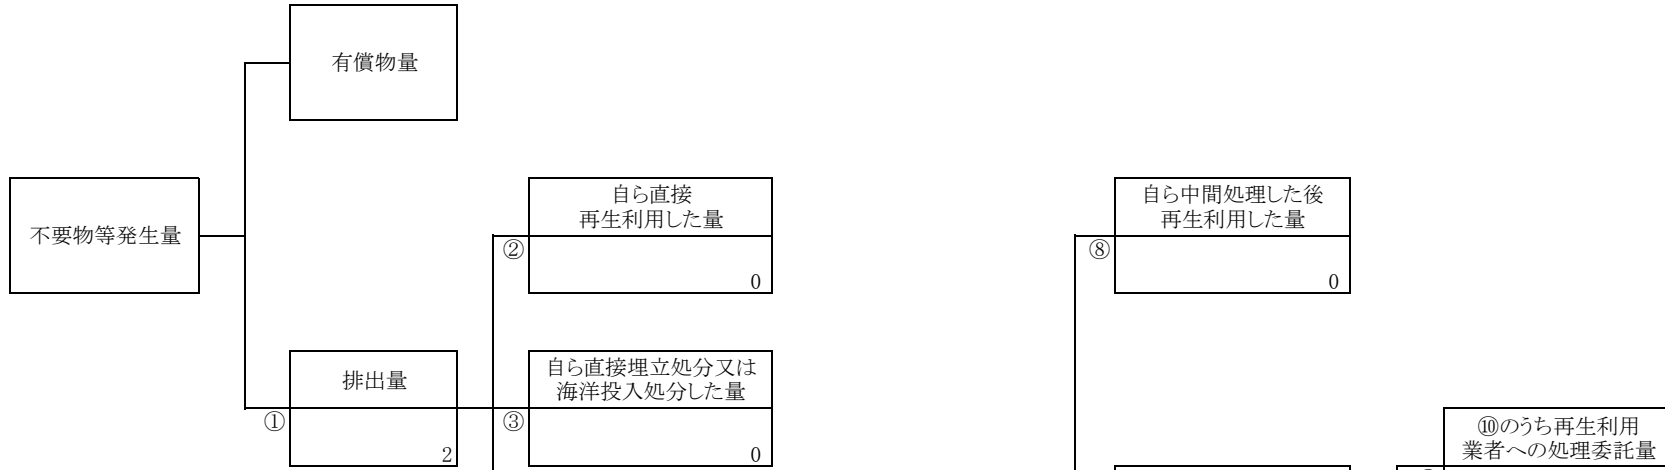 有償物量
不要物等発生量
自ら直接
再生利用した量
②
0
自ら中間処理した後
再生利用した量
⑧
0
排出量
①
2
自ら直接埋立処分又は
海洋投入処分した量
③
0
⑩のうち再生利用
業者への処理委託量